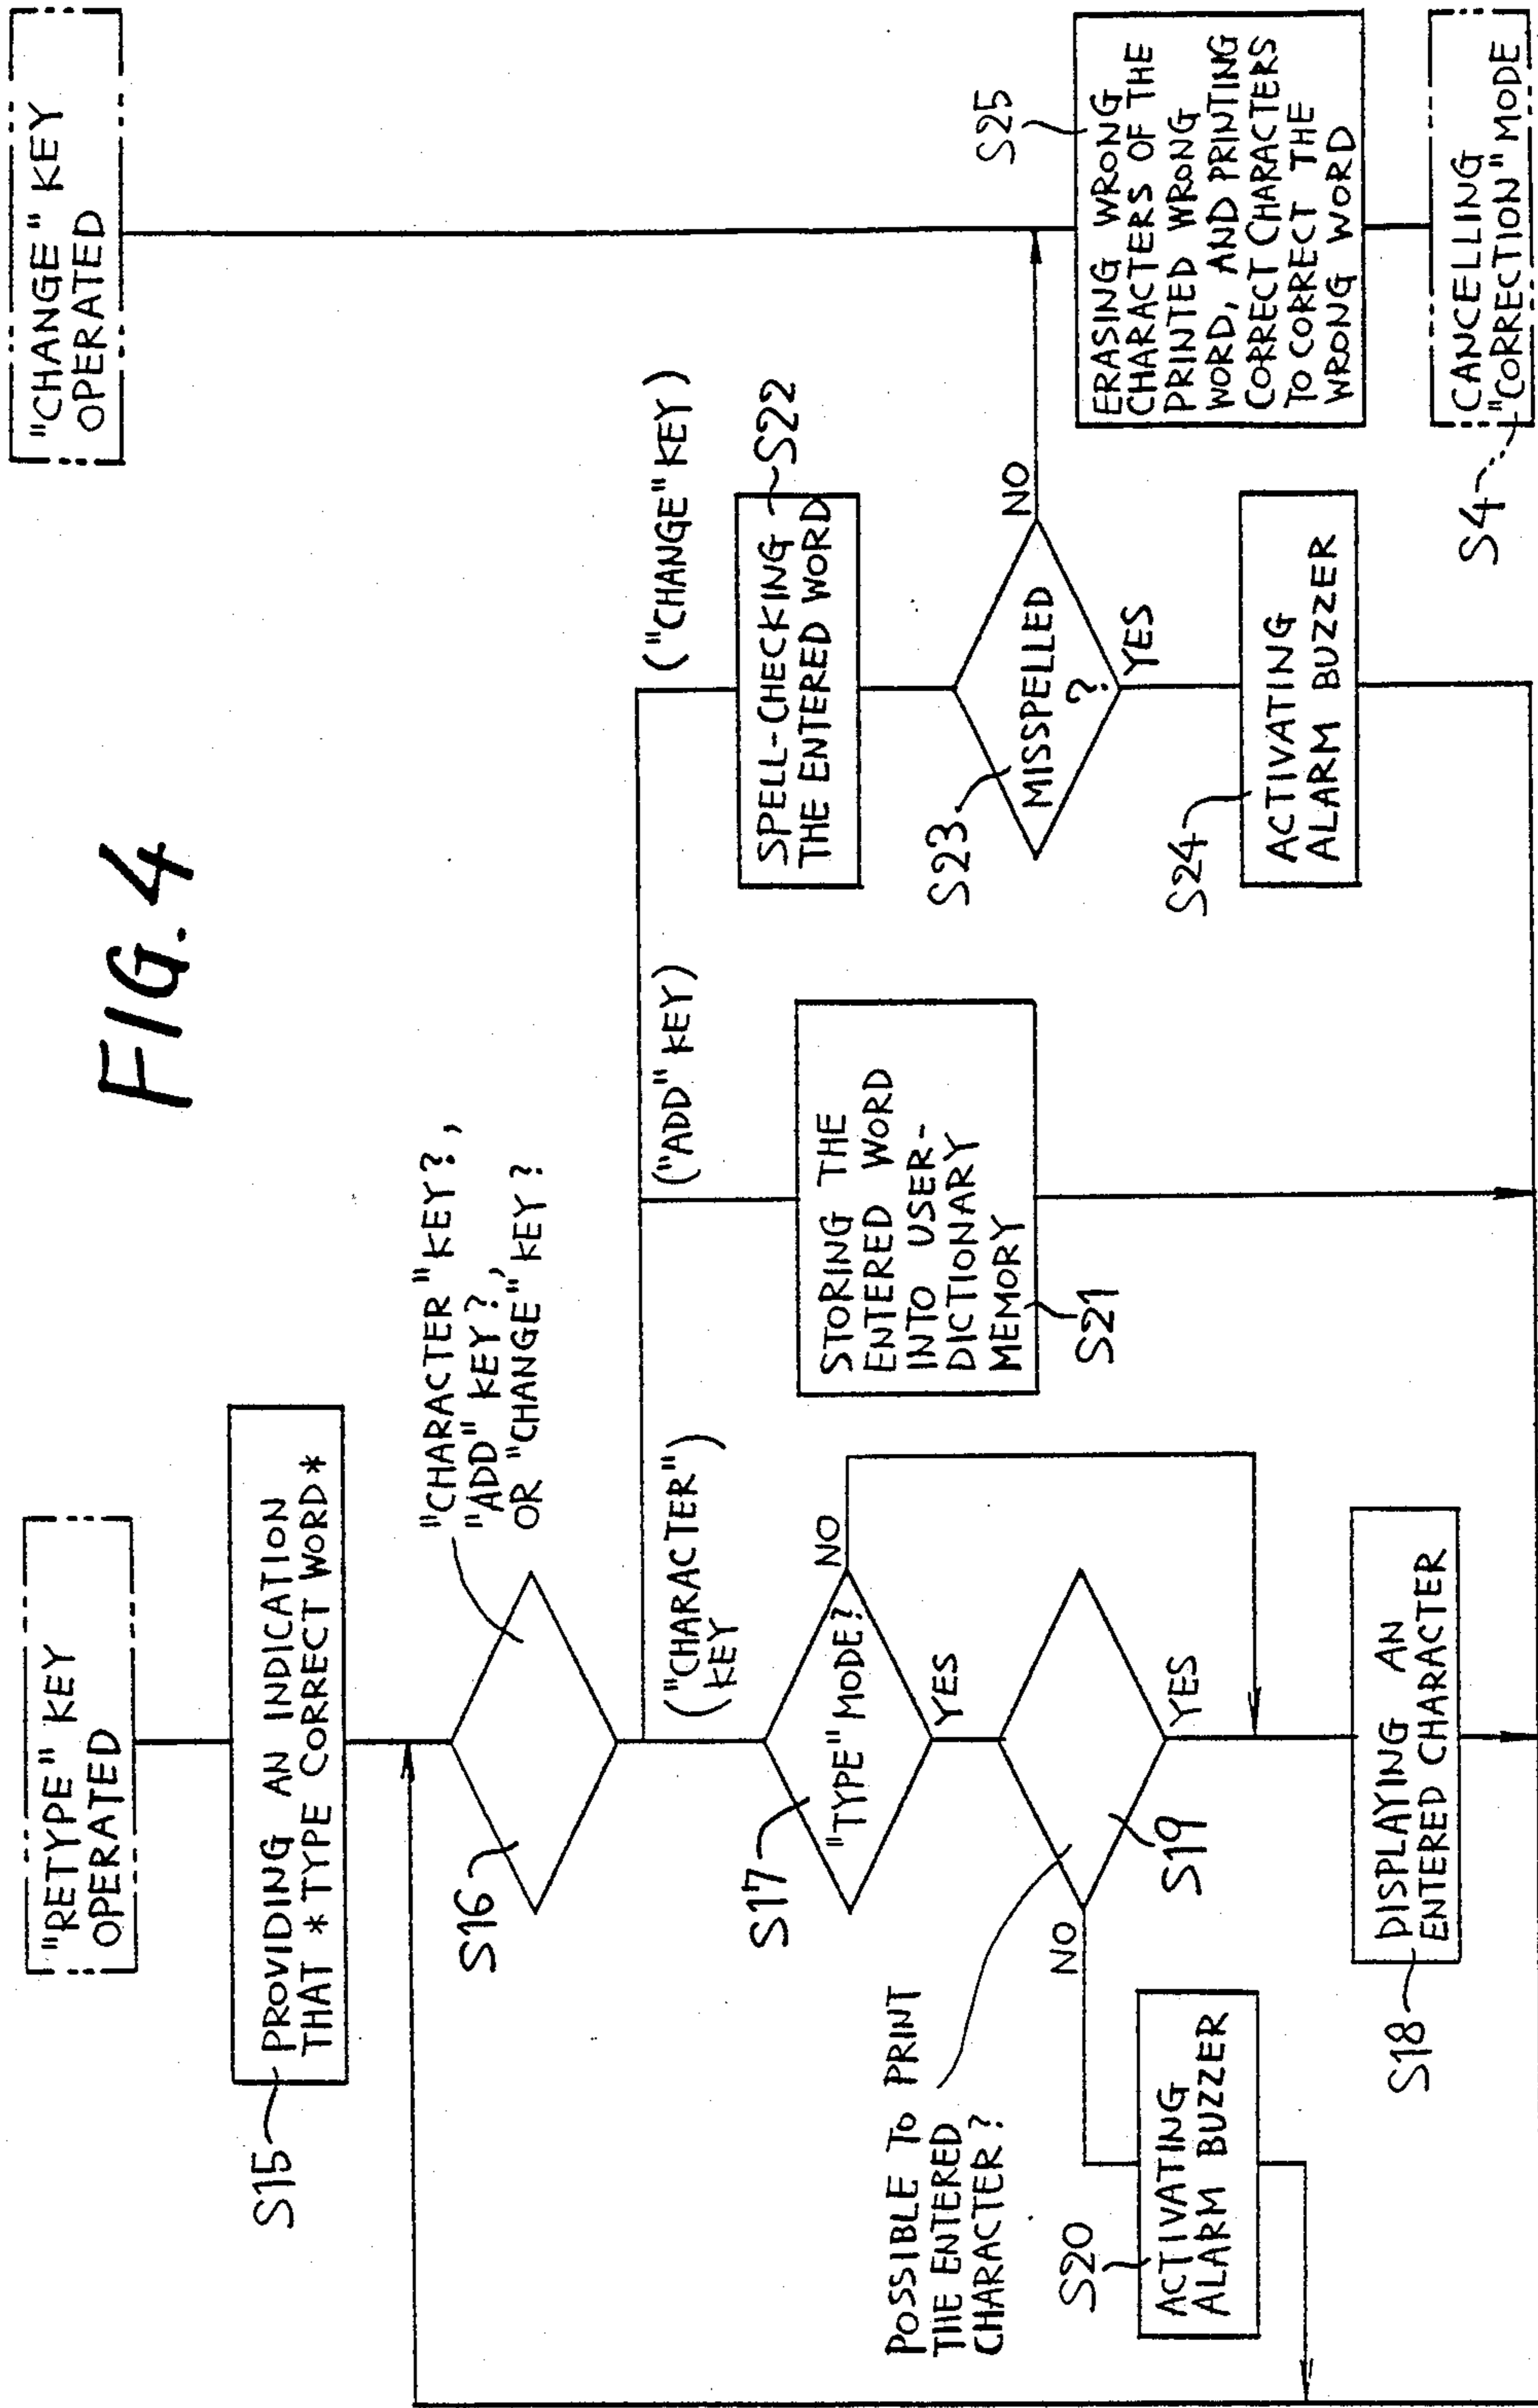 FIG. 4
"RETYPE" KEY
OPERATED
S15
PROVIDING AN INDICATION
THAT * TYPE CORRECT WORD *
S16
"CHARACTER" KEY?,
"ADD" KEY?,
OR "CHANGE" KEY?
("CHARACTER")
KEY
S17
"TYPE" MODE?
NO
YES
POSSIBLE TO PRINT
THE ENTERED
CHARACTER?
S19
NO
YES
S20
ACTIVATING
ALARM BUZZER
S18
DISPLAYING AN
ENTERED CHARACTER
("ADD" KEY)
STORING THE
ENTERED WORD
INTO USER-
DICTIONARY
MEMORY
S21
("CHANGE" KEY)
SPELL-CHECKING
THE ENTERED WORD
S22
S23
MISSPELLED
?
NO
YES
S24
ACTIVATING
ALARM BUZZER
"CHANGE" KEY
OPERATED
S25
ERASING WRONG
CHARACTERS OF THE
PRINTED WRONG
WORD, AND PRINTING
CORRECT CHARACTERS
TO CORRECT THE
WRONG WORD
S4
CANCELLING
"CORRECTION" MODE